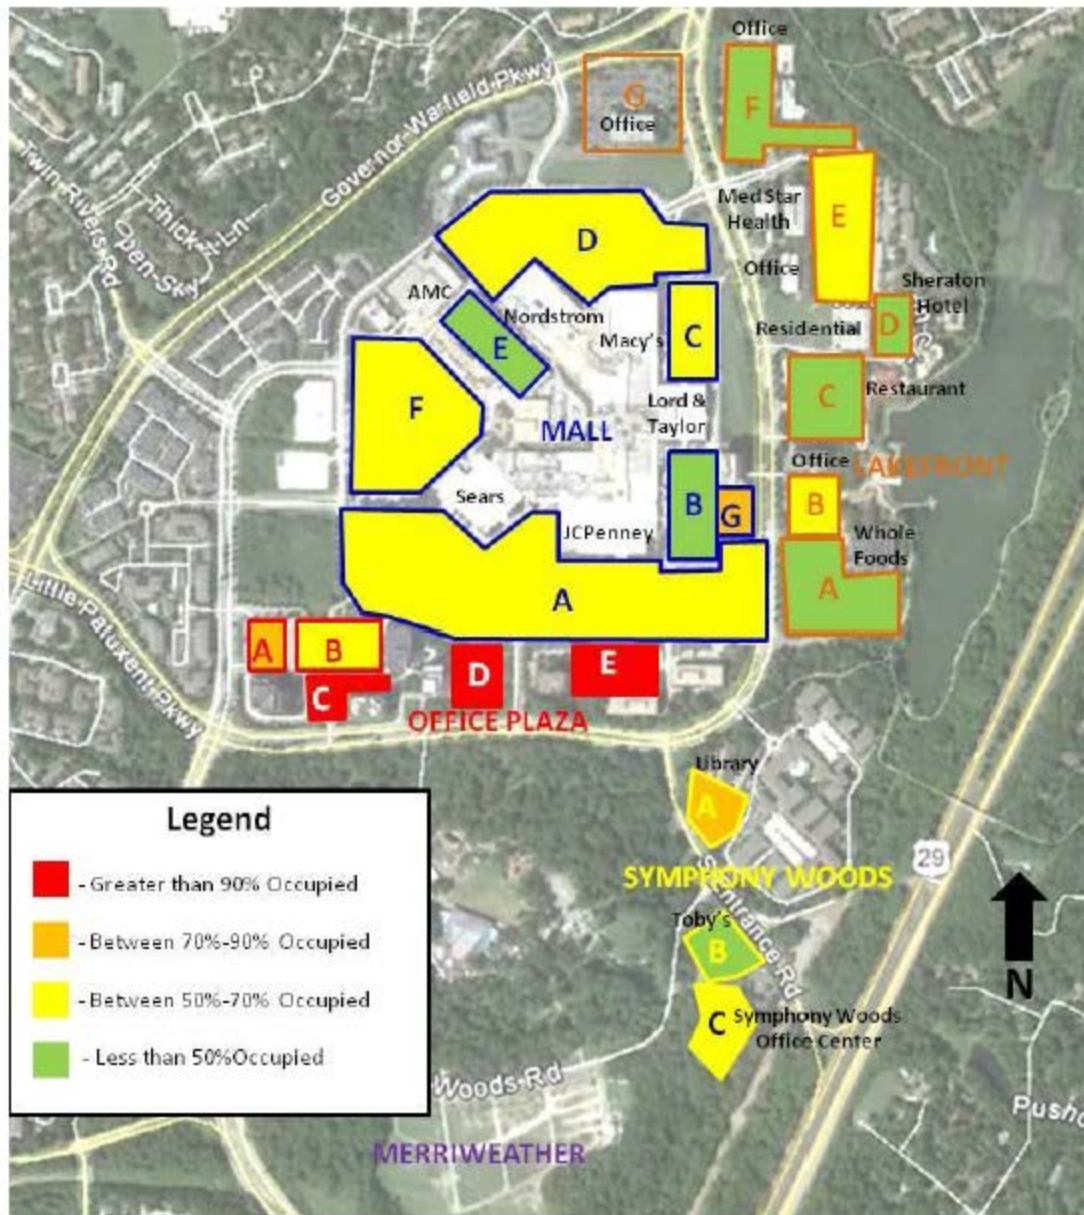 Office
Governor Warfield Pkwy
G
Office
F
Twin Rivers Rd
Thick
Ln
Open Sky
Med Star
Health
E
D
Office
AMC
Sheraton
Hotel
Nordstrom
E
Macy's
C
Residential
D
F
Lord &
Taylor
C
Restaurant
MALL
Office
LAKEFRONT
Sears
B
G
B
JCPenney
Whole
Foods
A
A
Little Patuxent Pkwy
A
B
C
D
E
OFFICE PLAZA
Library
A
Legend
- Greater than 90% Occupied
- Between 70%-90% Occupied
- Between 50%-70% Occupied
- Less than 50%Occupied
29
SYMPHONY WOODS
Toby's
B
S Entrance Rd
N
C
Symphony Woods
Office Center
Woods Rd
Pusho
MERRIWEATHER